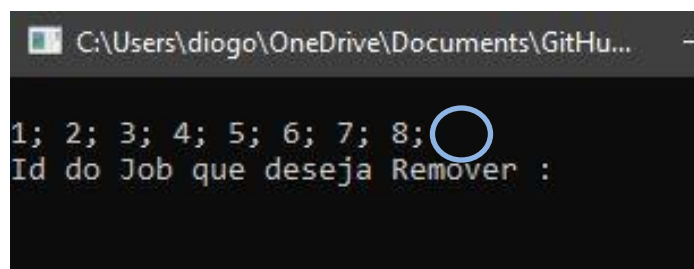 C:\Users\diogo\OneDrive\Documents\GitHu...
1; 2; 3; 4; 5; 6; 7; 8;
Id do Job que deseja Remover :